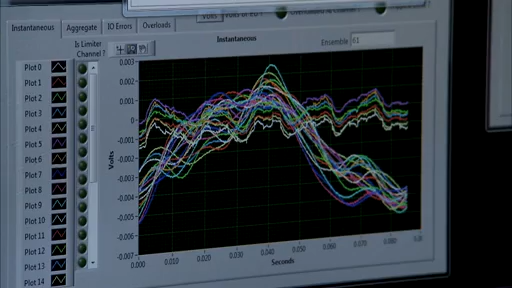 Volts
Instantaneous
Aggregate
IO Errors
Overloads
Is Limiter
Channel ?
Instantaneous
Ensemble 61
Plot 0
Plot 1
Plot 2
Plot 3
Plot 4
Plot 5
Plot 6
Plot 7
Plot 8
Plot 9
Plot 10
Plot 11
Plot 12
Plot 13
Plot 14
Volts
0.003
0.002
0.001
0
-0.001
-0.002
-0.003
-0.004
-0.005
-0.006
-0.007
0.000
0.010
0.020
0.030
0.040
0.050
0.060
0.070
0.080
Seconds